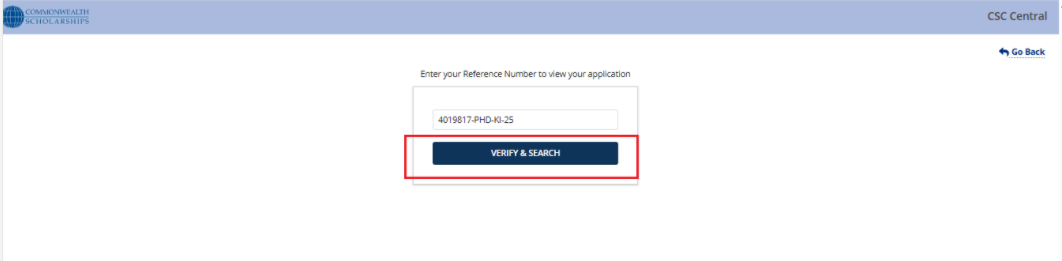 COMMONWEALTH
SCHOLARSHIPS
CSC Central
Go Back
Enter your Reference Number to view your application
4019817-PHD-KI-25
VERIFY & SEARCH